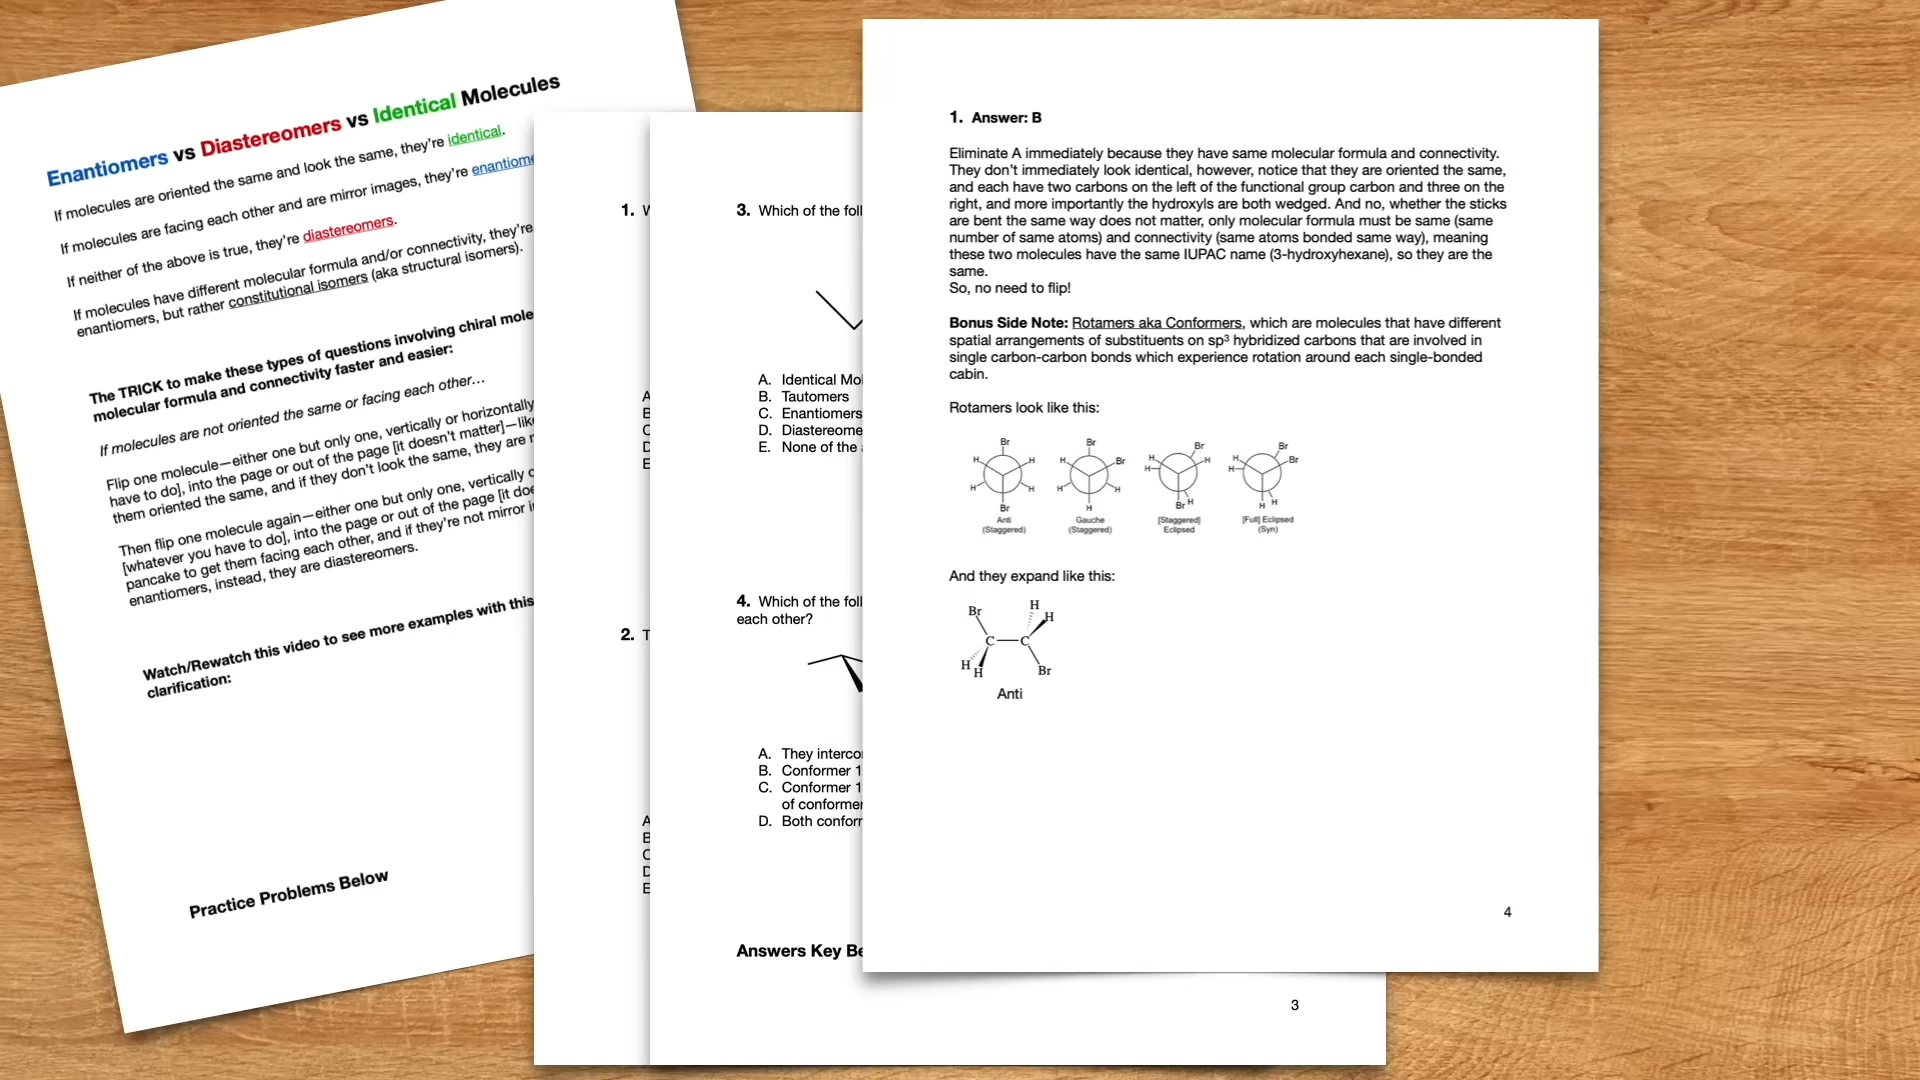 Enantiomers vs Diastereomers vs Identical Molecules
If molecules are oriented the same and look the same, they're identical.
If molecules are facing each other and are mirror images, they're enantiome
If neither of the above is true, they're diastereomers.
If molecules have different molecular formula and/or connectivity, they're
enantiomers, but rather constitutional isomers (aka structural isomers).
The TRICK to make these types of questions involving chiral mole
molecular formula and connectivity faster and easier:
If molecules are not oriented the same or facing each other…
Flip one molecule—either one but only one, vertically or horizontally
have to do], into the page or out of the page [it doesn't matter]—lik
them oriented the same, and if they don't look the same, they are
Then flip one molecule again—either one but only one, vertically
[whatever you have to do], into the page or out of the page [it doe
pancake to get them facing each other, and if they're not mirror
enantiomers, instead, they are diastereomers.
Watch/Rewatch this video to see more examples with this
clarification:
Practice Problems Below
1. W
A
B
C
D
E
2. T
A
B
C
D
E
3. Which of the foll
A. Identical Mol
B. Tautomers
C. Enantiomers
D. Diastereome
E. None of the
4. Which of the foll
each other?
A. They interco
B. Conformer 1
C. Conformer 1
of conformer
D. Both confor
Answers Key Be
3
1. Answer: B
Eliminate A immediately because they have same molecular formula and connectivity.
They don't immediately look identical, however, notice that they are oriented the same,
and each have two carbons on the left of the functional group carbon and three on the
right, and more importantly the hydroxyls are both wedged. And no, whether the sticks
are bent the same way does not matter, only molecular formula must be same (same
number of same atoms) and connectivity (same atoms bonded same way), meaning
these two molecules have the same IUPAC name (3-hydroxyhexane), so they are the
same.
So, no need to flip!
Bonus Side Note: Rotamers aka Conformers, which are molecules that have different
spatial arrangements of substituents on sp³ hybridized carbons that are involved in
single carbon-carbon bonds which experience rotation around each single-bonded
cabin.
Rotamers look like this:
Br Br Br Br
H H H Br H H H Br
H H
H H H H
Br H Br H H H
Anti Gauche [Staggered] [Full] Eclipsed
(Staggered) (Staggered) Eclipsed (Syn)
And they expand like this:
H
Br H
C C
H
H Br
Anti
4